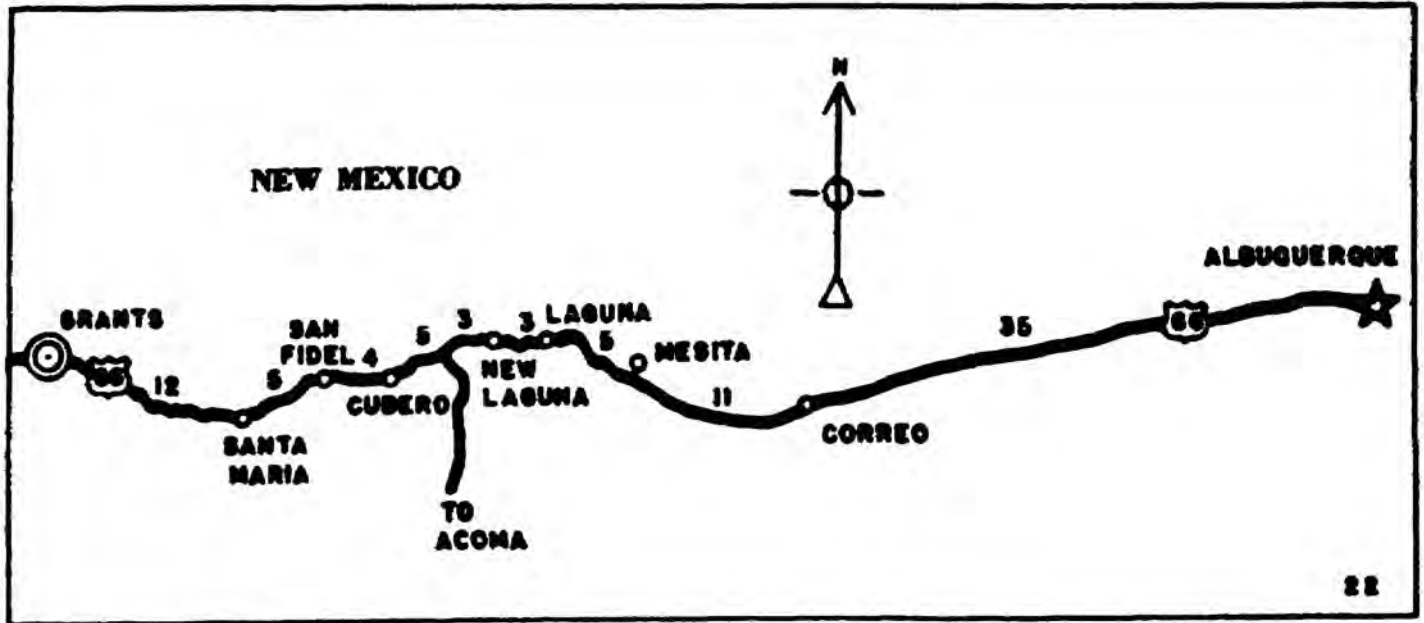 N
NEW MEXICO
ALBUQUERQUE
GRANTS
66
12
SANTA
MARIA
5
SAN
FIDEL
4
CUBERO
5
TO
ACOMA
3
NEW
LAGUNA
3
LAGUNA
5
MESITA
11
CORREO
35
66
22